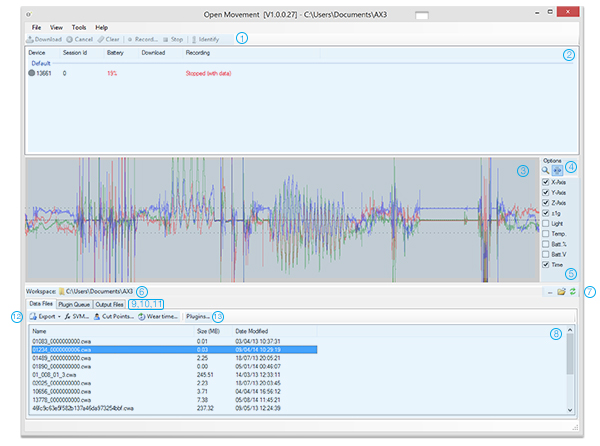 Open Movement [V1.0.0.27] - C:\Users\Documents\AX3
File View Tools Help
Download Cancel Clear Record... Stop Identify 1
Device Session Id Battery Download Recording 2
Default
13661 0 18% Stopped (with data)
3
Options
4
X-Axis
Y-Axis
Z-Axis
±1g
Light
Temp.
Batt.%
Batt.V
Time
5
Workspace: C:\Users\Documents\AX3 6 7
Data Files Plugin Queue Output Files 9,10,11
12 Export SVM... Cut Points... Wear time... Plugins... 13
Name Size (MB) Date Modified 8
01083_0000000000.cwa 0.01 03/04/13 10:37:31
01234_0000000006.cwa 0.03 09/04/14 10:29:19
01489_0000000000.cwa 2.25 18/07/13 20:05:21
01890_0000000000.cwa 0.00 05/01/14 00:46:07
01_008_01_3.cwa 245.51 14/03/13 12:33:11
02025_0000000000.cwa 2.23 18/07/13 20:03:45
10656_0000000000.cwa 3.71 04/04/14 16:56:12
13778_0000000000.cwa 7.38 05/08/14 11:45:21
237.32 09/05/13 12:24:39